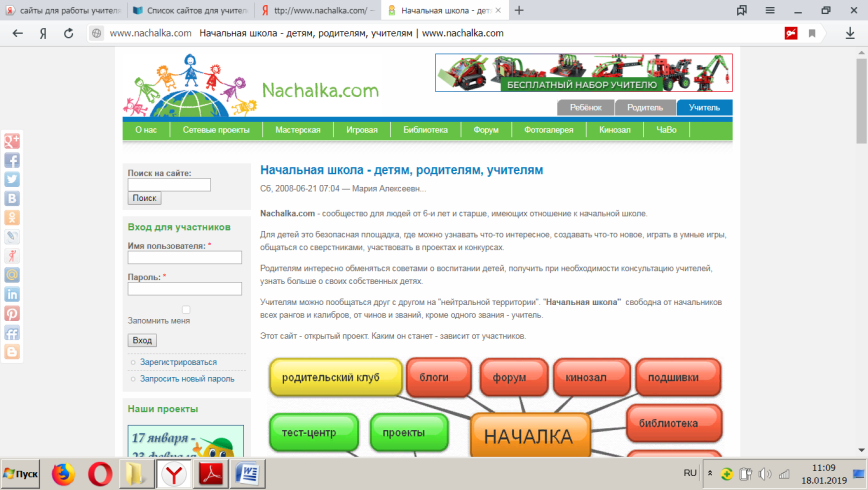 сайты для работы учителя
Список сайтов для учител
ttp://www.nachalka.com/ –
Начальная школа - дет
www.nachalka.com Начальная школа - детям, родителям, учителям | www.nachalka.com
Nachalka.com
БЕСПЛАТНЫЙ НАБОР УЧИТЕЛЮ
Ребёнок Родитель Учитель
О нас Сетевые проекты Мастерская Игровая Библиотека Форум Фотогалерея Кинозал ЧаВо
Поиск на сайте:
Поиск
Вход для участников
Имя пользователя: *
Пароль: *
Запомнить меня
Вход
Зарегистрироваться
Запросить новый пароль
Наши проекты
17 января -
23 февраля
Начальная школа - детям, родителям, учителям
Сб, 2008-06-21 07:04 — Мария Алексеевн...
Nachalka.com - сообщество для людей от 6-и лет и старше, имеющих отношение к начальной школе.
Для детей это безопасная площадка, где можно узнавать что-то интересное, создавать что-то новое, играть в умные игры,
общаться со сверстниками, участвовать в проектах и конкурсах.
Родителям интересно обменяться советами о воспитании детей, получить при необходимости консультацию учителей,
узнать больше о своих собственных детях.
Учителям можно пообщаться друг с другом на "нейтральной территории". "Начальная школа" свободна от начальников
всех рангов и калибров, от чинов и званий, кроме одного звания - учитель.
Этот сайт - открытый проект. Каким он станет - зависит от участников.
родительский клуб блоги форум кинозал подшивки
тест-центр проекты НАЧАЛКА библиотека
Пуск
RU
11:09
18.01.2019